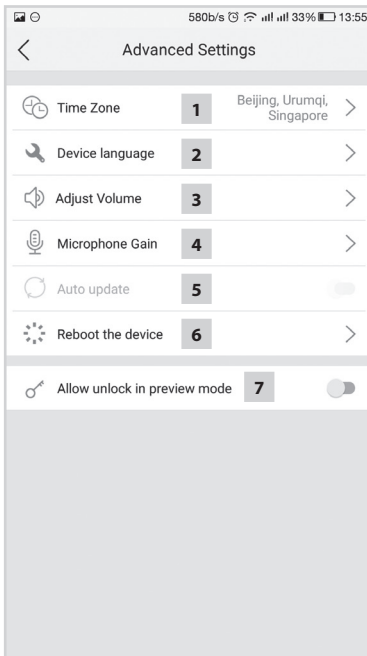 580b/s 33% 13:55
Advanced Settings
Time Zone 1 Beijing, Urumqi,
Singapore
Device language 2
Adjust Volume 3
Microphone Gain 4
Auto update 5
Reboot the device 6
Allow unlock in preview mode 7